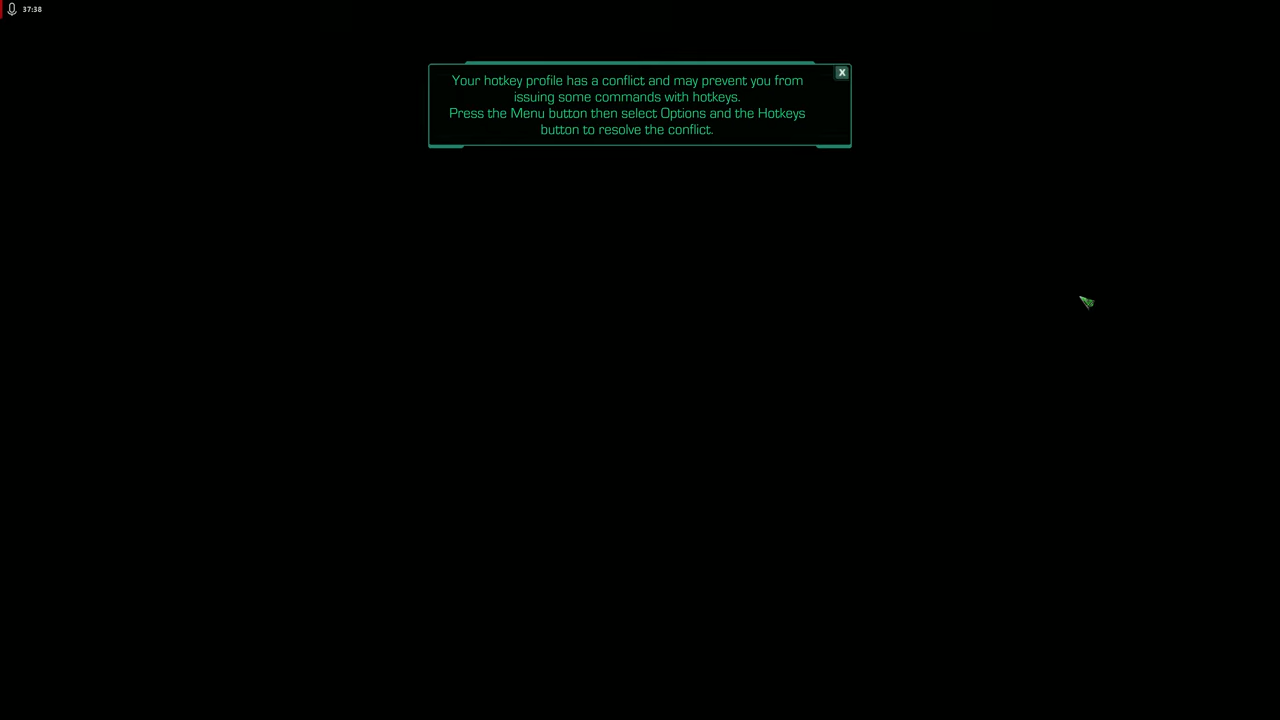 37:38
X
Your hotkey profile has a conflict and may prevent you from
issuing some commands with hotkeys.
Press the Menu button then select Options and the Hotkeys
button to resolve the conflict.